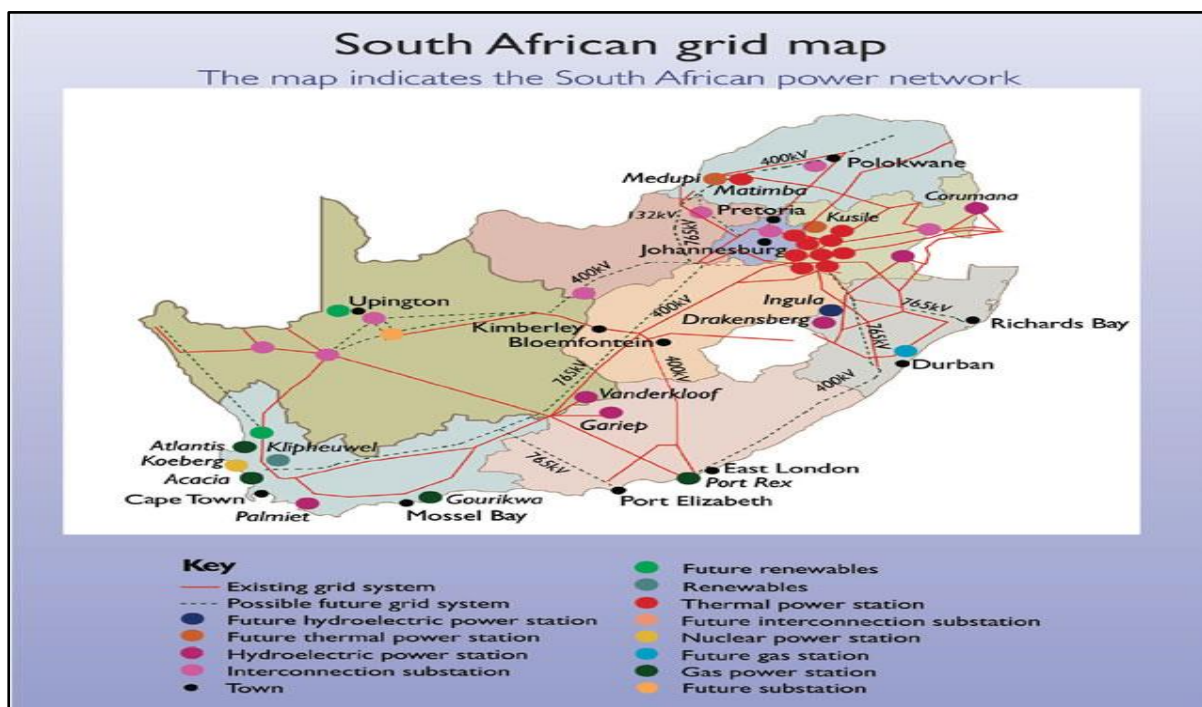 South African grid map
The map indicates the South African power network
400kV
Polokwane
Medupi
Matimba
Corumana
Pretoria
Kusile
132kV
765kV
Johannesburg
400kV
Upington
400kV
Ingula
765kV
Kimberley
Drakensberg
Richards Bay
Bloemfontein
765kV
765kV
400kV
Durban
400kV
Vanderkloof
Gariep
Atlantis
Klipheuwel
Koeberg
765kV
East London
Acacia
Port Rex
Cape Town
Gourikwa
Port Elizabeth
Palmiet
Mossel Bay
Key
Existing grid system
Possible future grid system
Future hydroelectric power station
Future thermal power station
Hydroelectric power station
Interconnection substation
Town
Future renewables
Renewables
Thermal power station
Future interconnection substation
Nuclear power station
Future gas station
Gas power station
Future substation